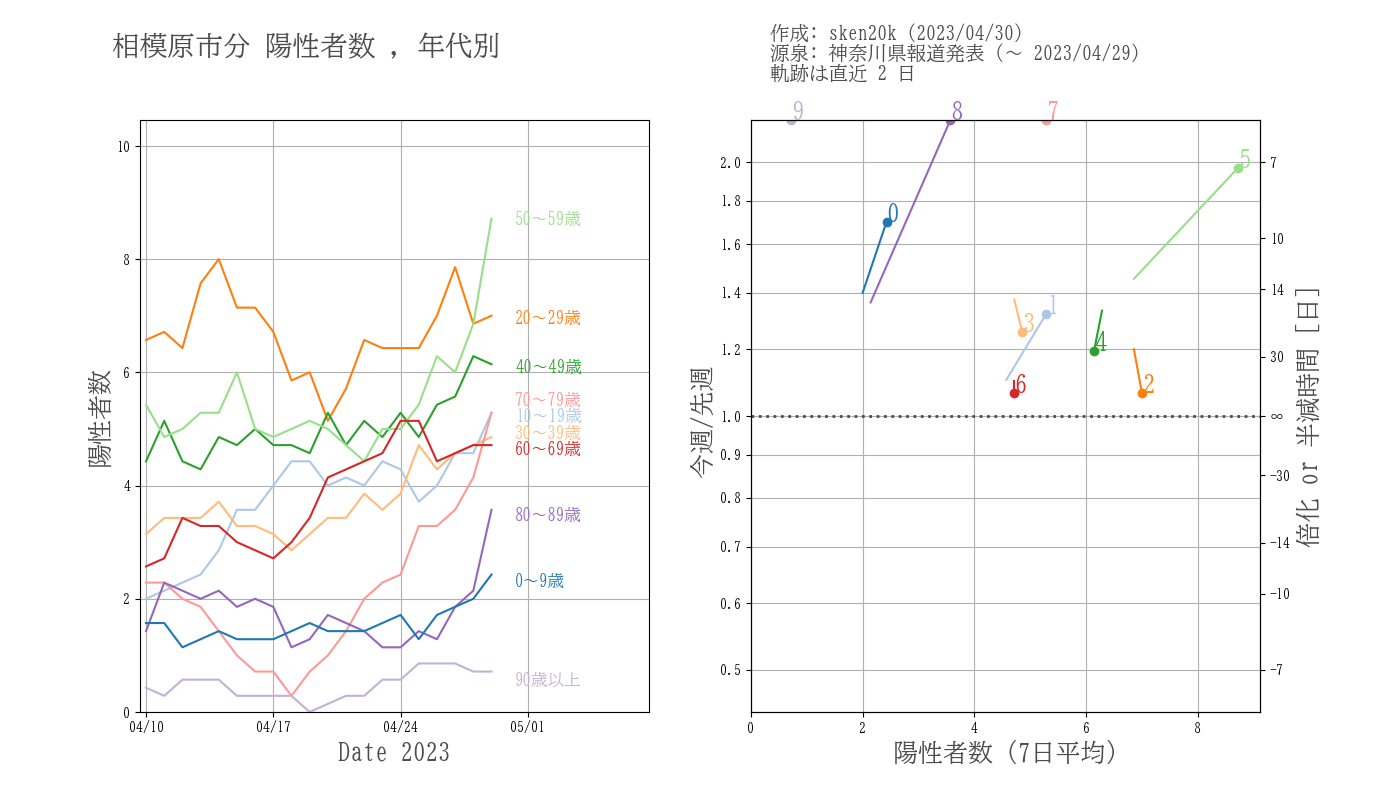 相模原市分 陽性者数 , 年代別
作成: sken20k (2023/04/30)
源泉: 神奈川県報道発表 (～ 2023/04/29)
軌跡は直近 2 日
陽性者数
10
8
6
4
2
0
04/10
04/17
04/24
05/01
Date 2023
50～59歳
20～29歳
40～49歳
70～79歳
10～19歳
30～39歳
60～69歳
80～89歳
0～9歳
90歳以上
今週/先週
2.0
1.8
1.6
1.4
1.2
1.0
0.9
0.8
0.7
0.6
0.5
9
8
7
5
0
1
3
4
6
2
0
2
4
6
8
陽性者数 (7日平均)
7
10
14
30
∞
-30
-14
-10
-7
倍化 or 半減時間 [日]